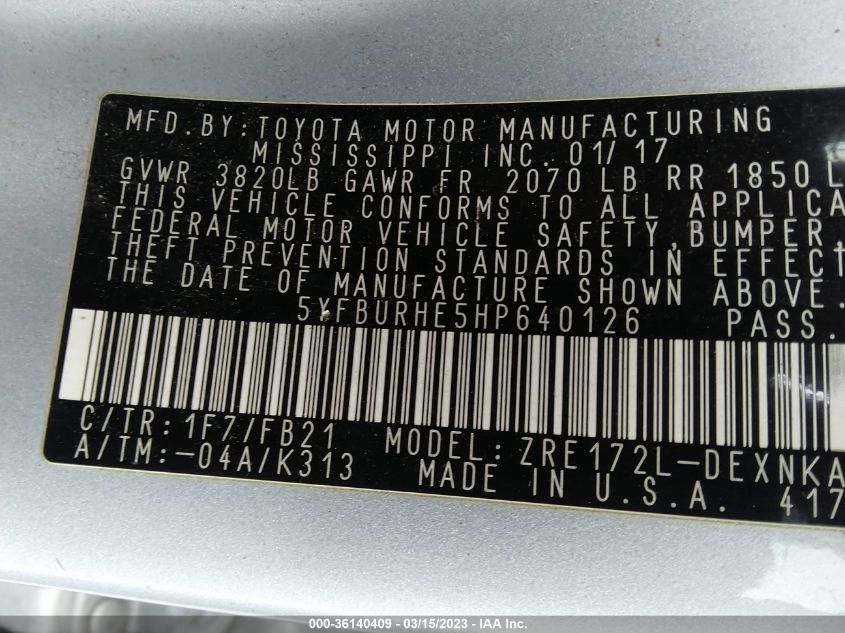 MFD. BY: TOYOTA MOTOR MANUFACTURING
MISSISSIPPI INC. 01/17
GVWR 3820LB GAWR FR 2070 LB RR 1850 L
THIS VEHICLE CONFORMS TO ALL APPLICA
FEDERAL MOTOR VEHICLE SAFETY, BUMPER,
THEFT PREVENTION STANDARDS IN EFFECT
THE DATE OF MANUFACTURE SHOWN ABOVE.
5YFBURHE5HP640126 PASS.
C/TR: 1F7/FB21 MODEL: ZRE172L-DEXNKA
A/TM: -04A/K313 MADE IN U.S.A. 417
000-36140409 - 03/15/2023 - IAA Inc.